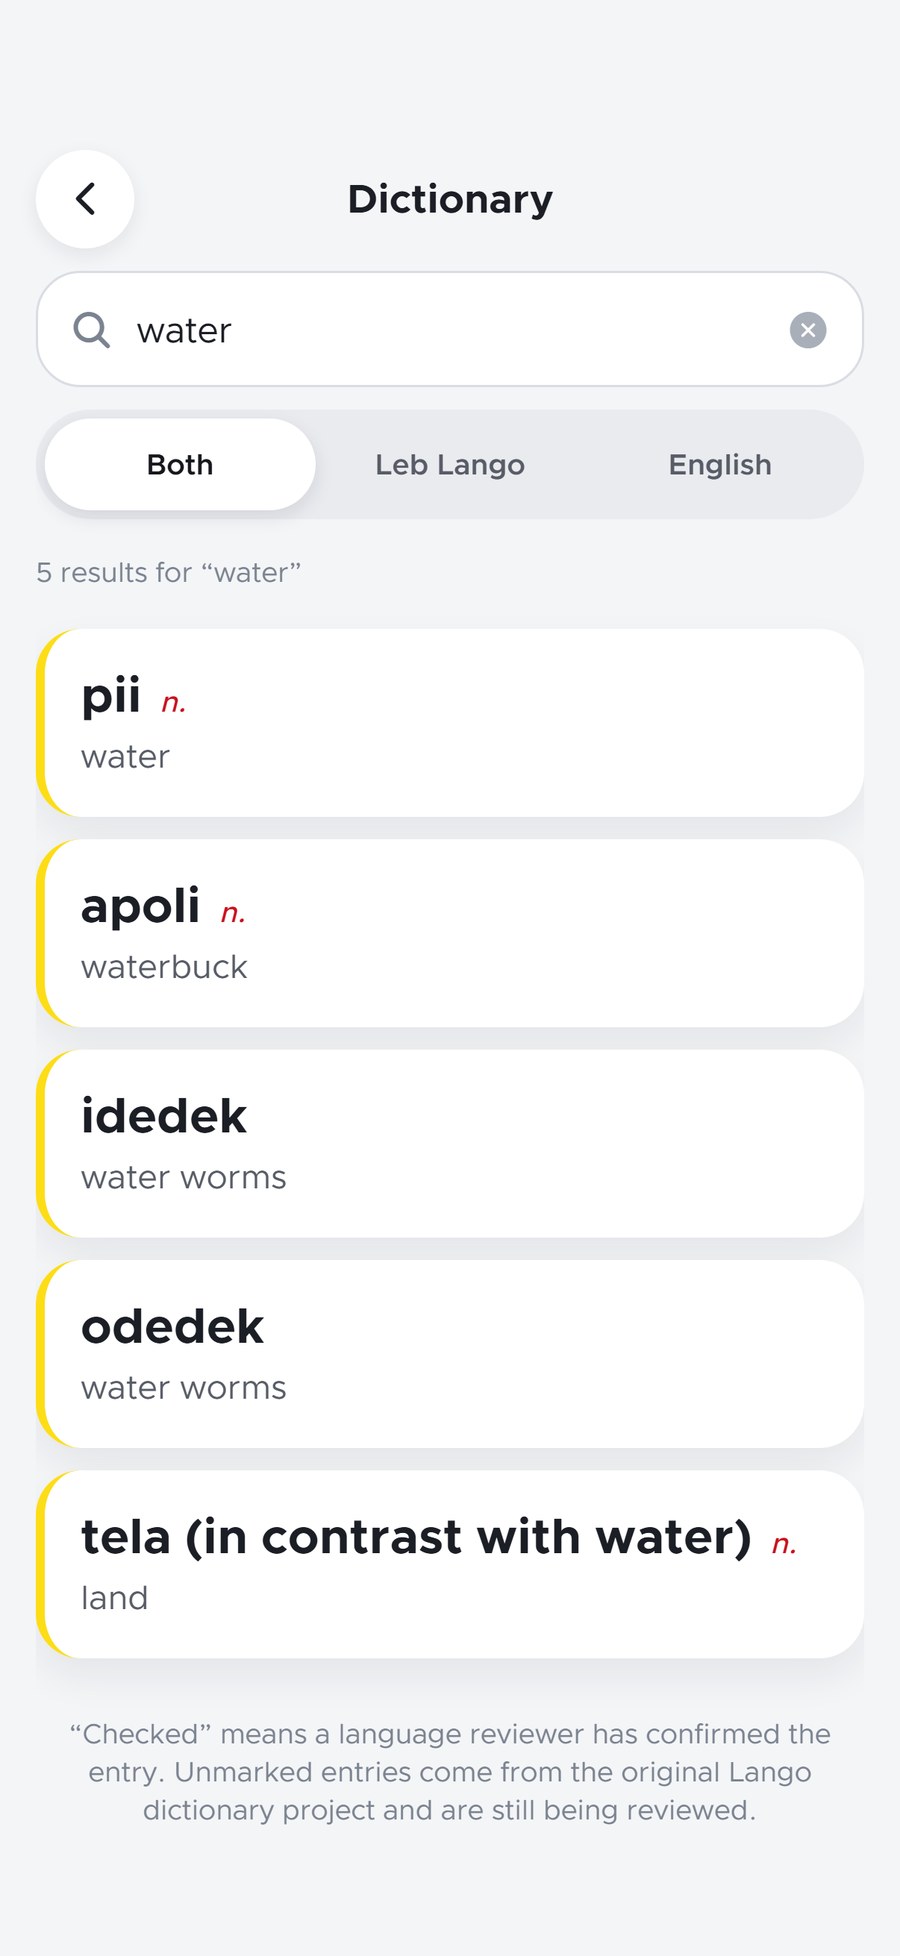 Dictionary
water
Both
Leb Lango
English
5 results for “water”
pii n.
water
apoli n.
waterbuck
idedek
water worms
odedek
water worms
tela (in contrast with water) n.
land
“Checked” means a language reviewer has confirmed the
entry. Unmarked entries come from the original Lango
dictionary project and are still being reviewed.